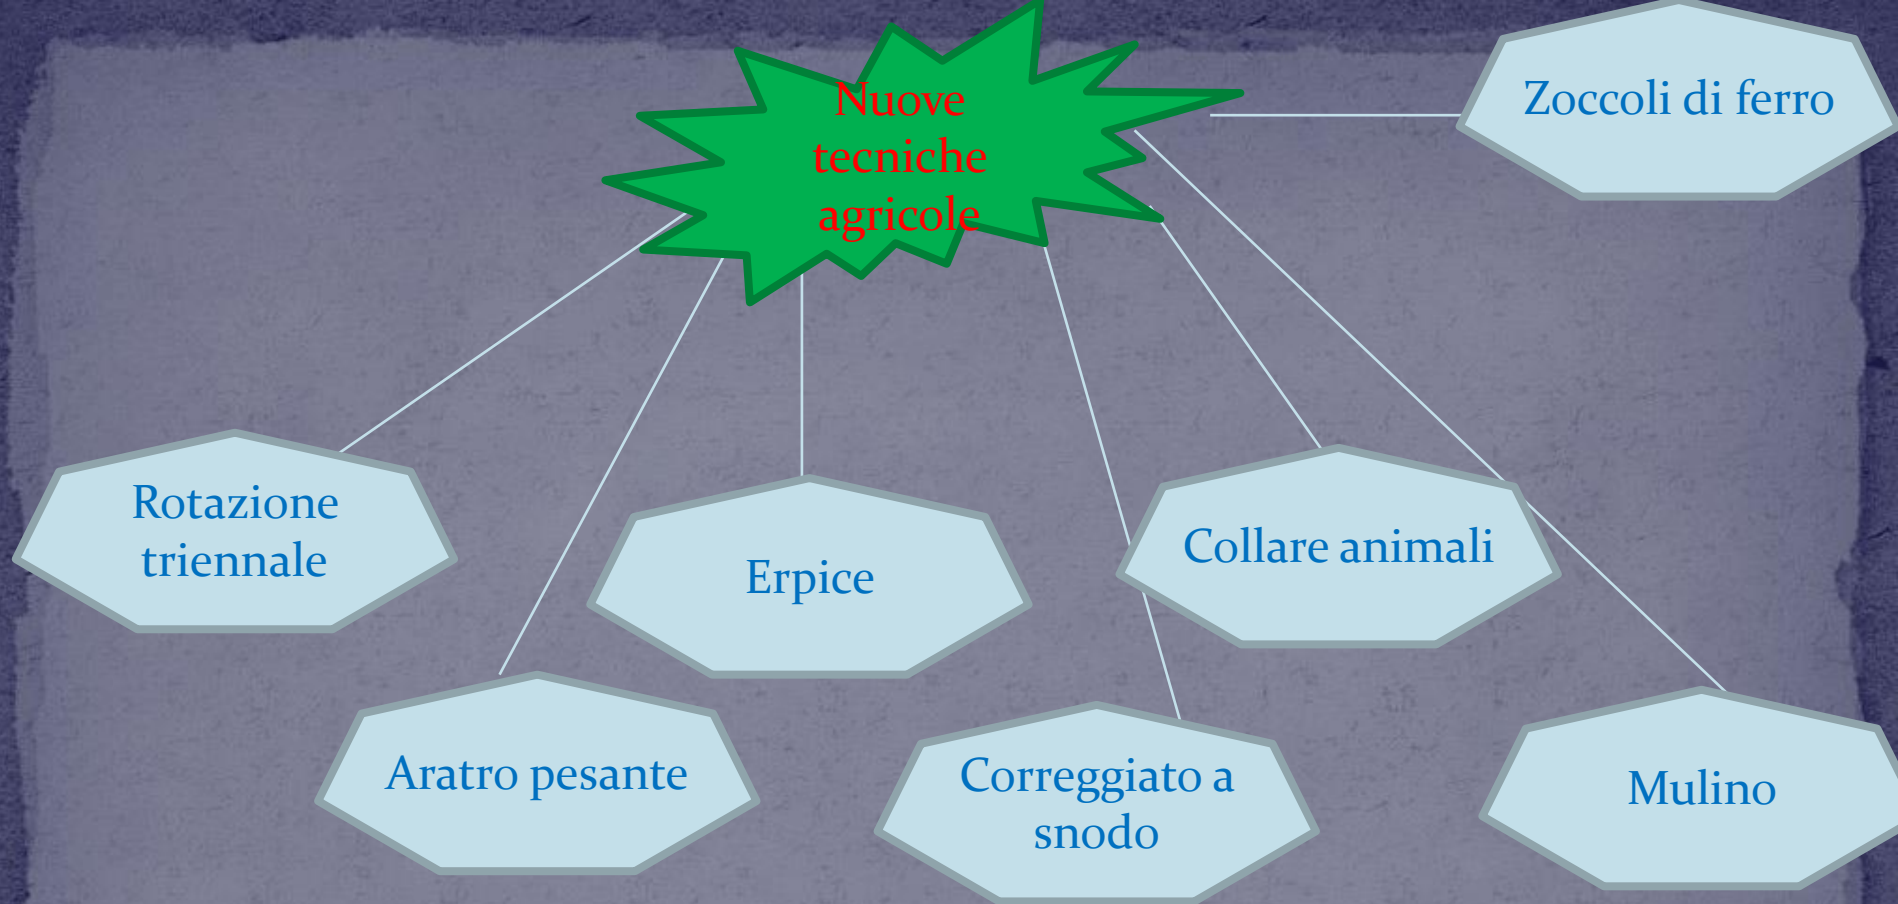 Nuove
tecniche
agricole
Zoccoli di ferro
Rotazione
triennale
Erpice
Collare animali
Aratro pesante
Correggiato a
snodo
Mulino